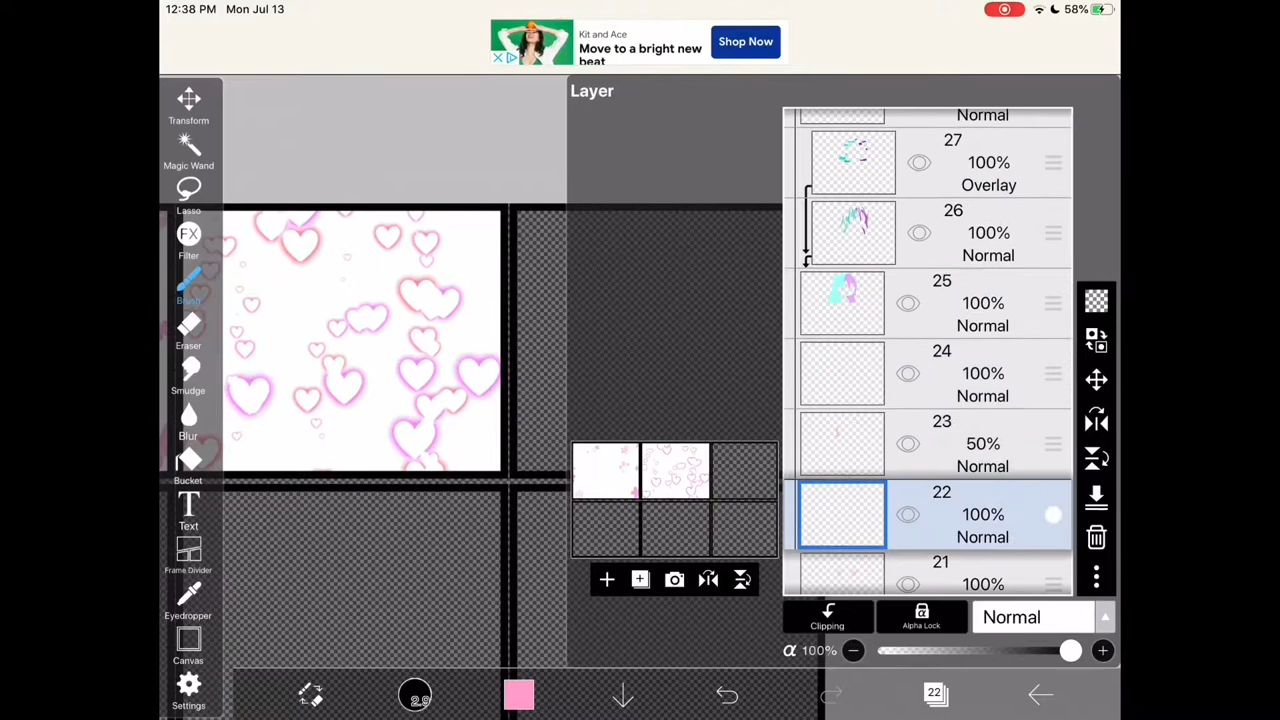 12:38 PM Mon Jul 13
58%
Kit and Ace
Move to a bright new
beat
Shop Now
Layer
Transform
Magic Wand
Lasso
FX
Filter
Brush
Eraser
Smudge
Blur
Bucket
T
Text
Frame Divider
Eyedropper
Canvas
Settings
Normal
27
100%
Overlay
26
100%
Normal
25
100%
Normal
24
100%
Normal
23
50%
Normal
22
100%
Normal
21
100%
Clipping
Alpha Lock
Normal
α 100%
2.9
22